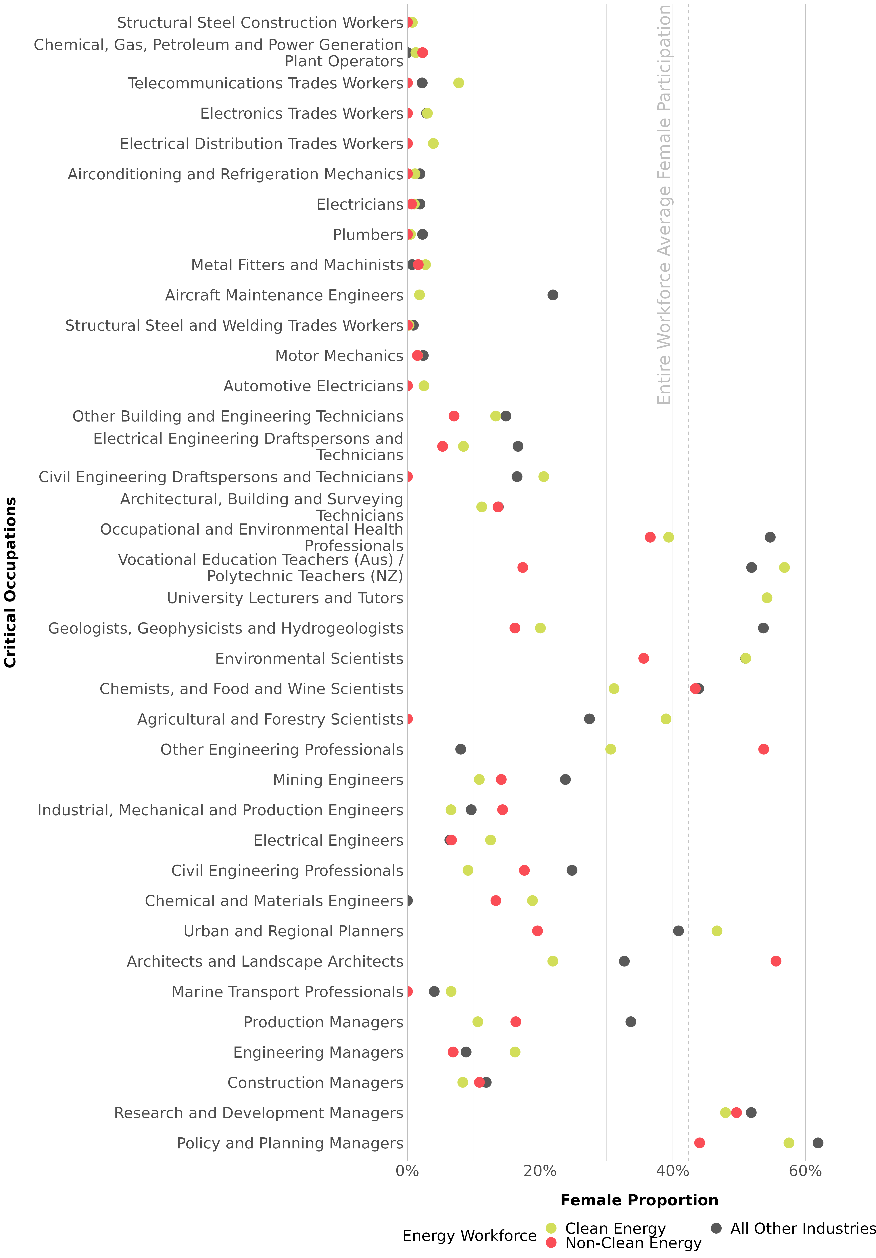 Structural Steel Construction Workers
Chemical, Gas, Petroleum and Power Generation
Plant Operators
Telecommunications Trades Workers
Electronics Trades Workers
Electrical Distribution Trades Workers
Airconditioning and Refrigeration Mechanics
Electricians
Plumbers
Metal Fitters and Machinists
Aircraft Maintenance Engineers
Structural Steel and Welding Trades Workers
Motor Mechanics
Automotive Electricians
Other Building and Engineering Technicians
Electrical Engineering Draftspersons and
Technicians
Civil Engineering Draftspersons and Technicians
Architectural, Building and Surveying
Technicians
Occupational and Environmental Health
Professionals
Vocational Education Teachers (Aus) /
Polytechnic Teachers (NZ)
University Lecturers and Tutors
Geologists, Geophysicists and Hydrogeologists
Environmental Scientists
Chemists, and Food and Wine Scientists
Agricultural and Forestry Scientists
Other Engineering Professionals
Mining Engineers
Industrial, Mechanical and Production Engineers
Electrical Engineers
Civil Engineering Professionals
Chemical and Materials Engineers
Urban and Regional Planners
Architects and Landscape Architects
Marine Transport Professionals
Production Managers
Engineering Managers
Construction Managers
Research and Development Managers
Policy and Planning Managers
Critical Occupations
Entire Workforce Average Female Participation
0% 20% 40% 60%
Female Proportion
Energy Workforce
Clean Energy
Non-Clean Energy
All Other Industries